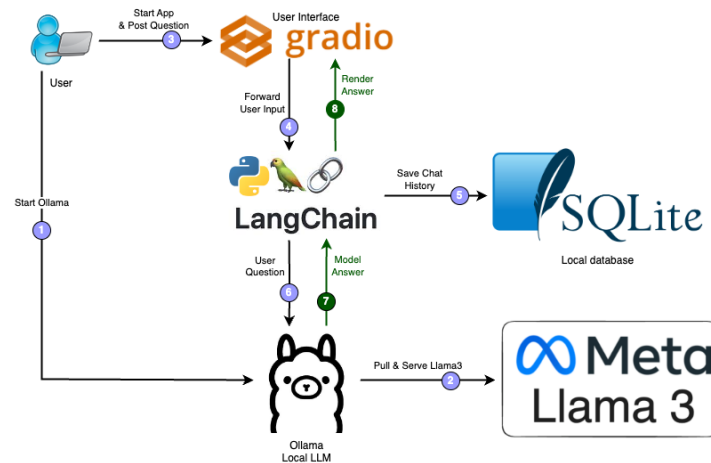 Start App
& Post Question
3
User Interface
gradio
User
Forward
User Input
4
Render
Answer
8
LangChain
Save Chat
History
5
SQLite
Local database
Start Ollama
1
User
Question
6
Model
Answer
7
Pull & Serve Llama3
2
Meta
Llama 3
Ollama
Local LLM